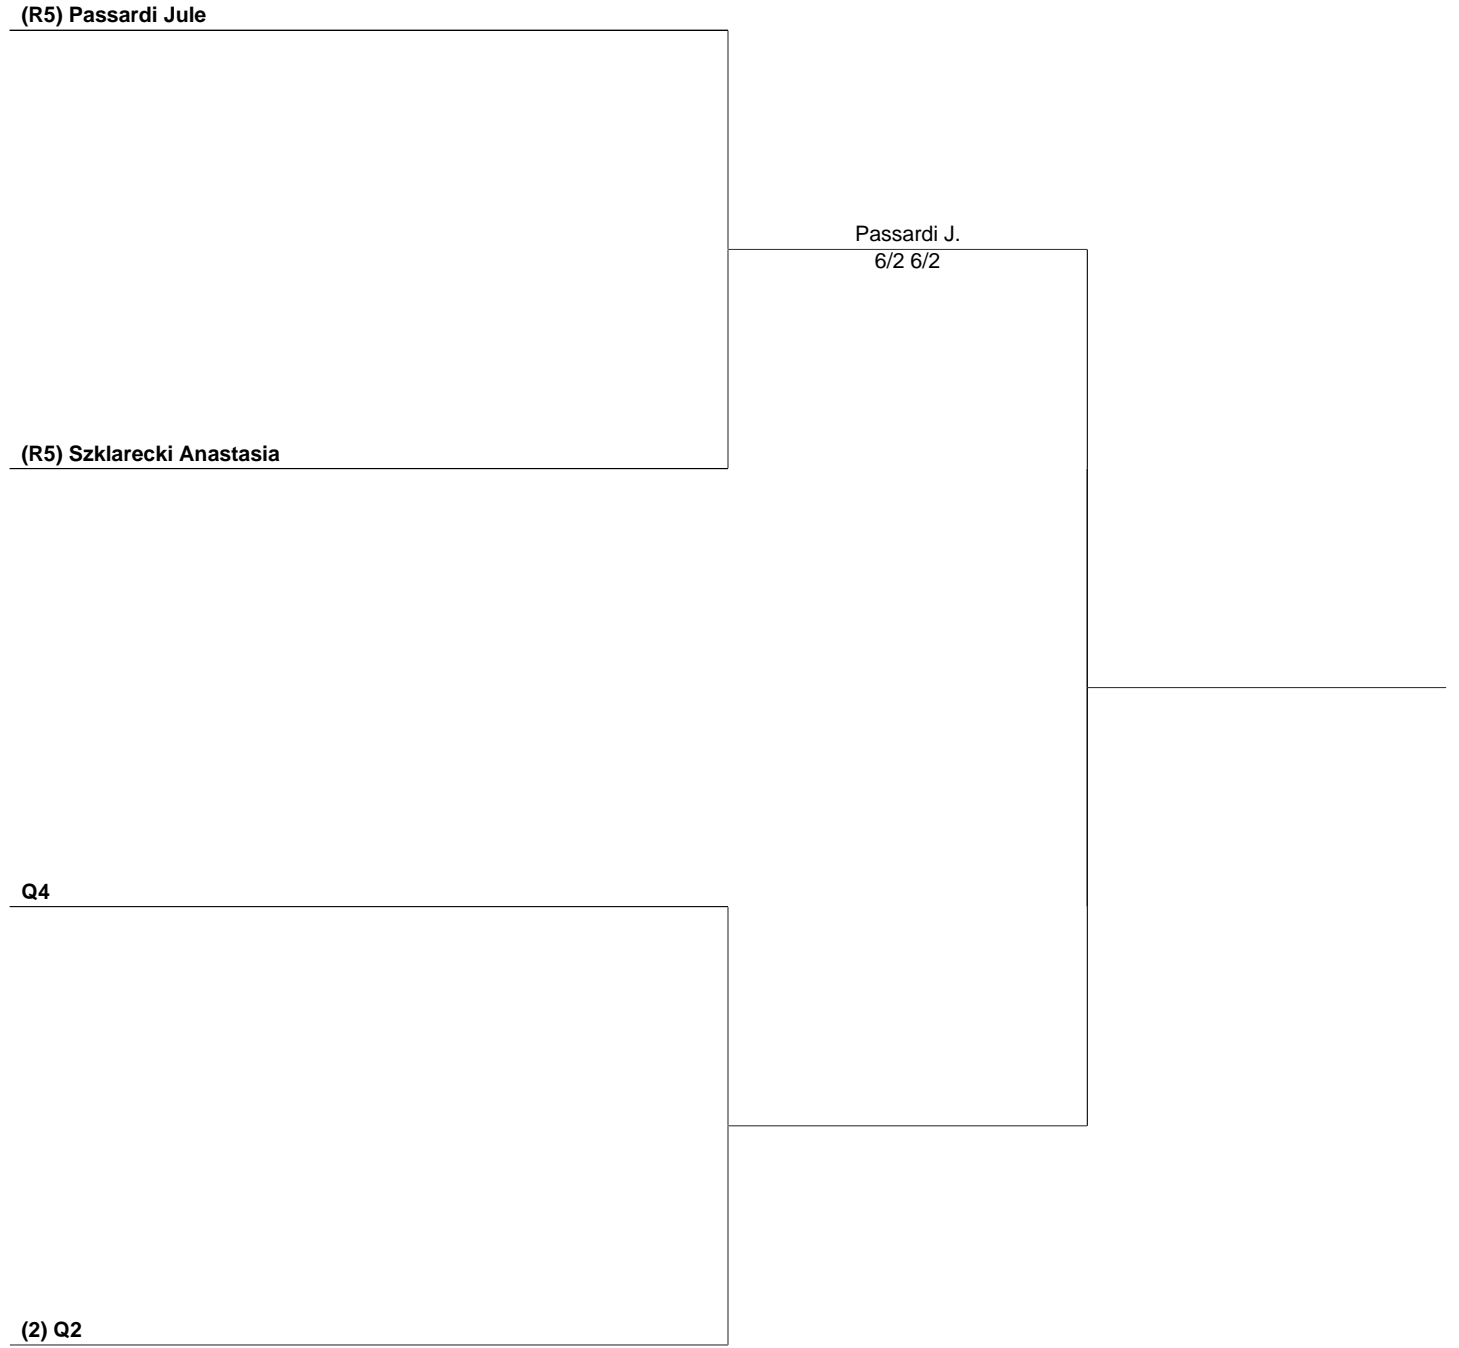 (R5) Passardi Jule
Passardi J.
6/2 6/2
(R5) Szklarecki Anastasia
Q4
(2) Q2